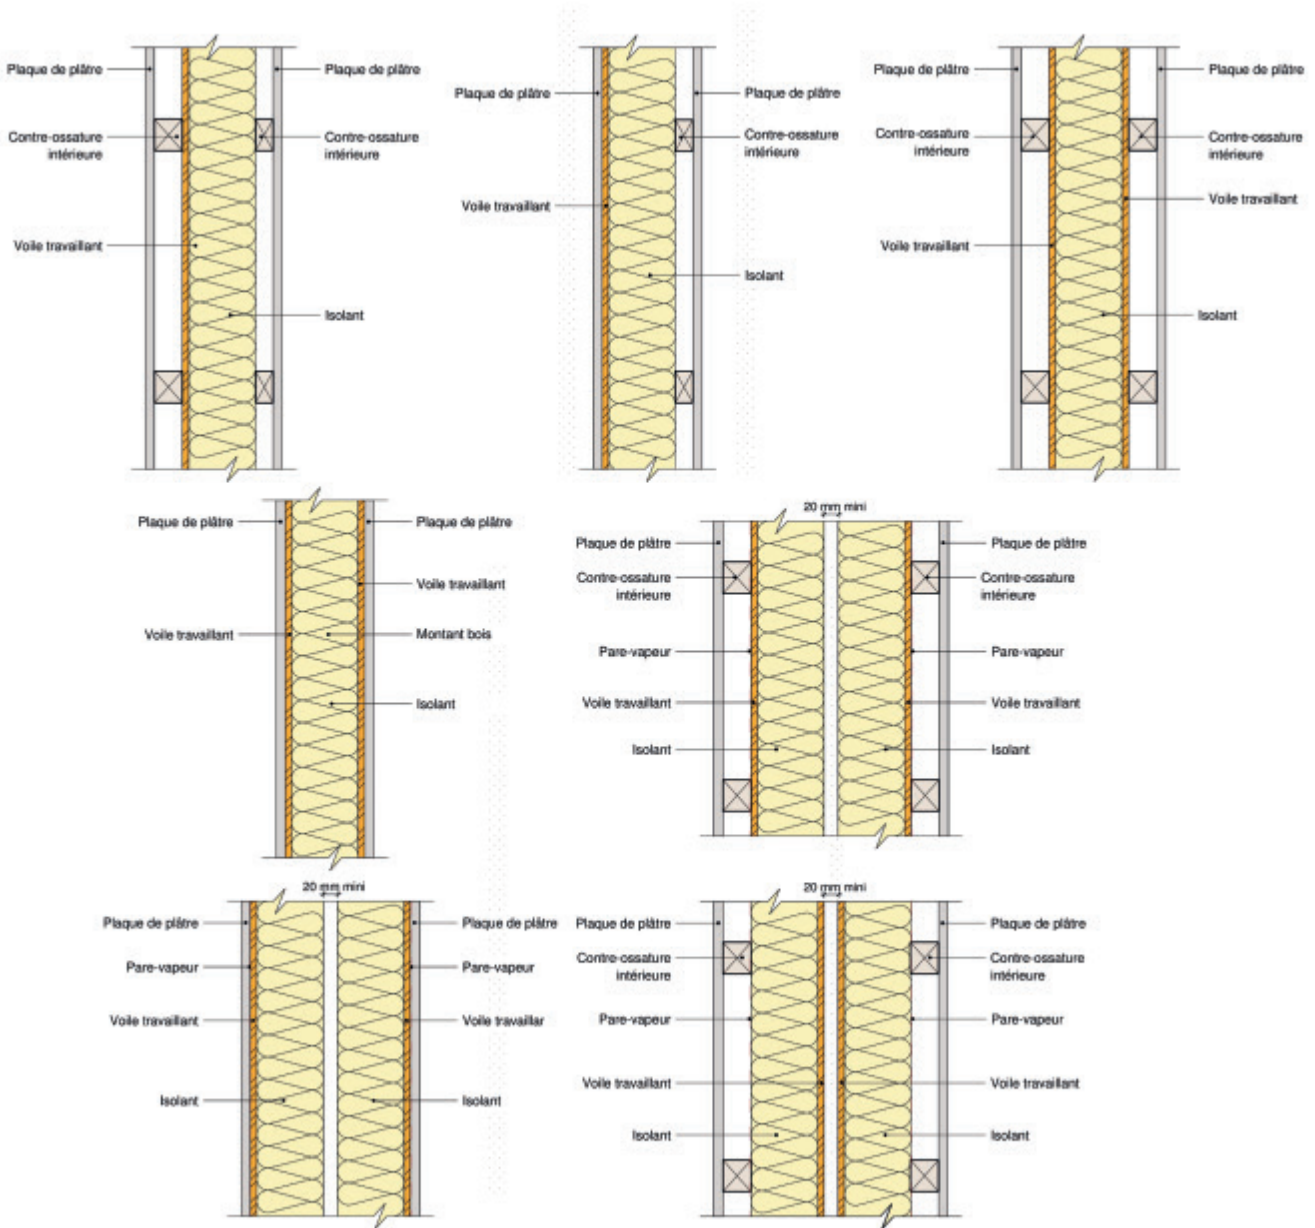 Plaque de plâtre
Contre-ossature
intérieure
Voile travaillant
Plaque de plâtre
Contre-ossature
intérieure
Isolant
Plaque de plâtre
Voile travaillant
Plaque de plâtre
Contre-ossature
intérieure
Isolant
Plaque de plâtre
Contre-ossature
intérieure
Voile travaillant
Plaque de plâtre
Contre-ossature
intérieure
Voile travaillant
Isolant
Plaque de plâtre
Voile travaillant
Plaque de plâtre
Voile travaillant
Montant bois
Isolant
20 mm mini
Plaque de plâtre
Contre-ossature
intérieure
Pare-vapeur
Voile travaillant
Isolant
Plaque de plâtre
Contre-ossature
intérieure
Pare-vapeur
Voile travaillant
Isolant
20 mm mini
Plaque de plâtre
Pare-vapeur
Voile travaillant
Isolant
Plaque de plâtre
Pare-vapeur
Voile travaillar
Isolant
20 mm mini
Plaque de plâtre
Contre-ossature
intérieure
Pare-vapeur
Voile travaillant
Isolant
Plaque de plâtre
Contre-ossature
intérieure
Pare-vapeur
Voile travaillant
Isolant